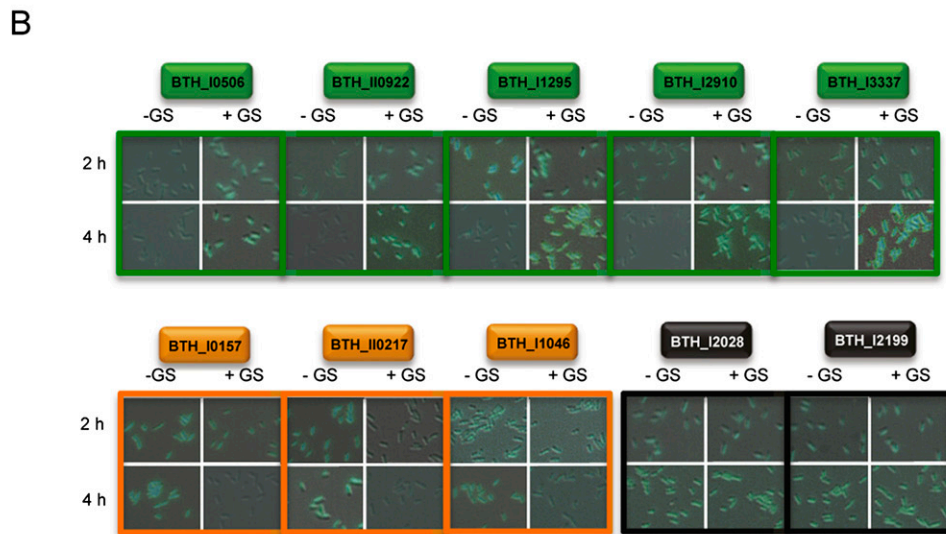 B
BTH_I0506 BTH_II0922 BTH_I1295 BTH_I2910 BTH_I3337
-GS + GS - GS + GS - GS + GS - GS + GS - GS + GS
2 h
4 h
BTH_I0157 BTH_II0217 BTH_I1046 BTH_I2028 BTH_I2199
-GS + GS - GS + GS - GS + GS - GS + GS - GS + GS
2 h
4 h